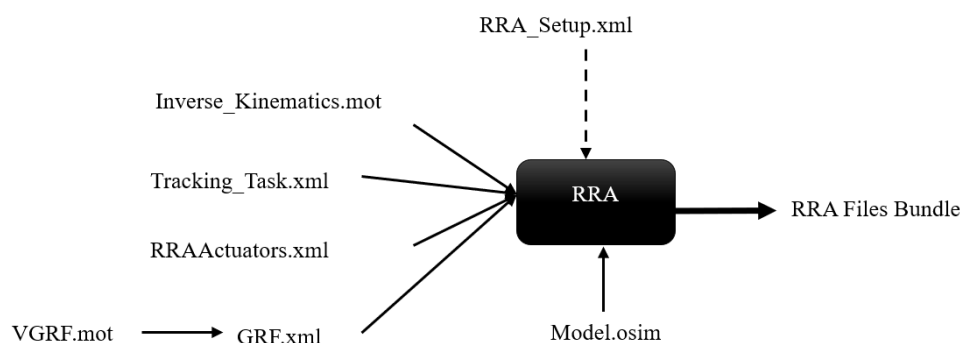 RRA_Setup.xml
Inverse_Kinematics.mot
Tracking_Task.xml
RRA
RRA Files Bundle
RRAActuators.xml
VGRF.mot
GRF.xml
Model.osim